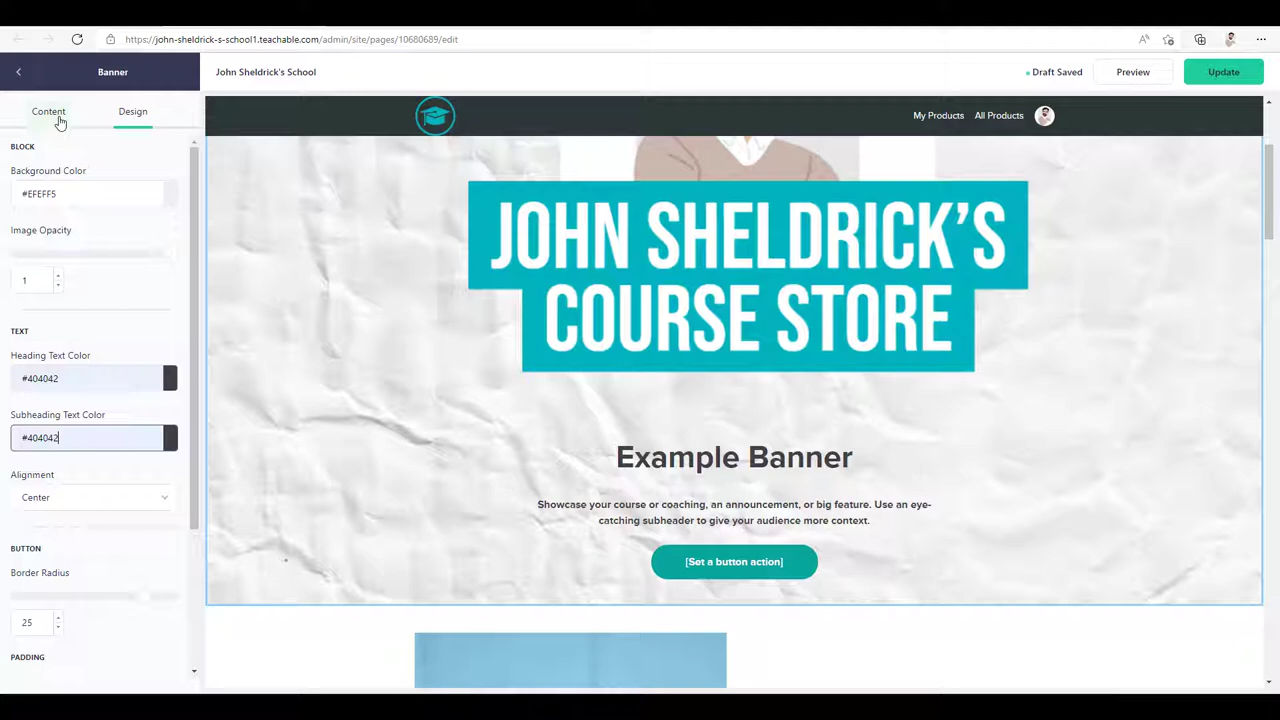 https://john-sheldrick-s-school1.teachable.com/admin/site/pages/10680689/edit
Banner
John Sheldrick's School
Draft Saved
Preview
Update
Content
Design
My Products
All Products
BLOCK
Background Color
#EFEFF5
Image Opacity
1
TEXT
Heading Text Color
#404042
Subheading Text Color
#404042
Alignment
Center
BUTTON
Border Radius
25
PADDING
JOHN SHELDRICK'S
COURSE STORE
Example Banner
Showcase your course or coaching, an announcement, or big feature. Use an eye-
catching subheader to give your audience more context.
[Set a button action]